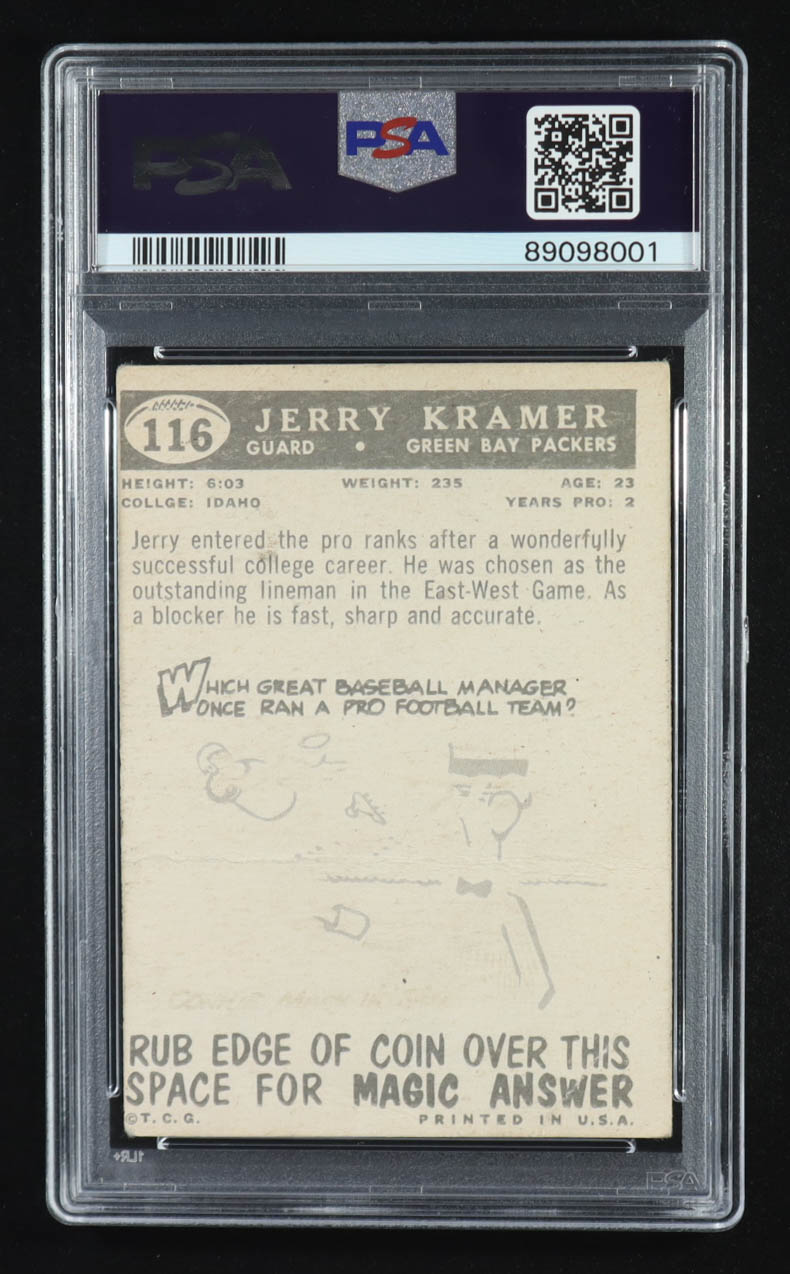 PSA
PSA
89098001
116
JERRY KRAMER
GUARD • GREEN BAY PACKERS
HEIGHT: 6:03 WEIGHT: 235 AGE: 23
COLLGE: IDAHO YEARS PRO: 2
Jerry entered the pro ranks after a wonderfully
successful college career. He was chosen as the
outstanding lineman in the East-West Game. As
a blocker he is fast, sharp and accurate.
WHICH GREAT BASEBALL MANAGER
ONCE RAN A PRO FOOTBALL TEAM?
RUB EDGE OF COIN OVER THIS
SPACE FOR MAGIC ANSWER
©T.C.G. PRINTED IN U.S.A.
1LR+
PSA